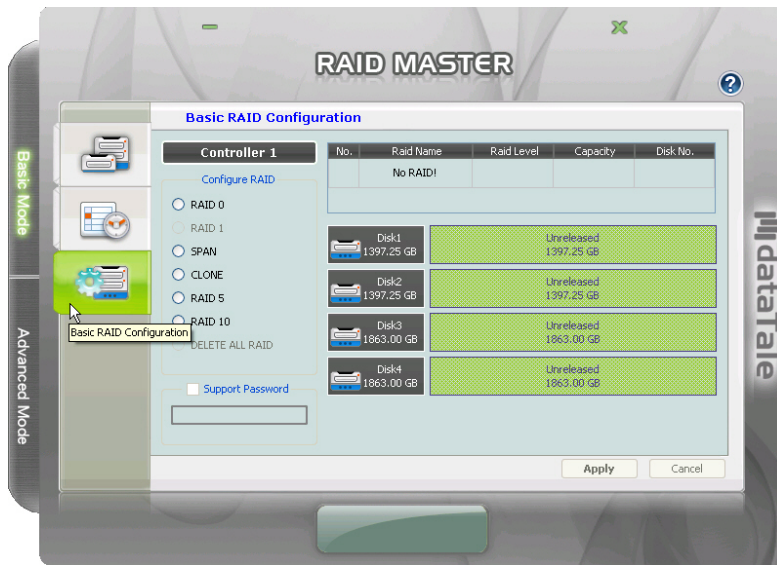 RAID MASTER
?
Basic RAID Configuration
Basic Mode
Advanced Mode
Controller 1
Configure RAID
RAID 0
RAID 1
SPAN
CLONE
RAID 5
RAID 10
DELETE ALL RAID
Basic RAID Configuration
Support Password
No. Raid Name Raid Level Capacity Disk No.
No RAID!
Disk1
1397.25 GB
Unreleased
1397.25 GB
Disk2
1397.25 GB
Unreleased
1397.25 GB
Disk3
1863.00 GB
Unreleased
1863.00 GB
Disk4
1863.00 GB
Unreleased
1863.00 GB
Apply Cancel
dataTale